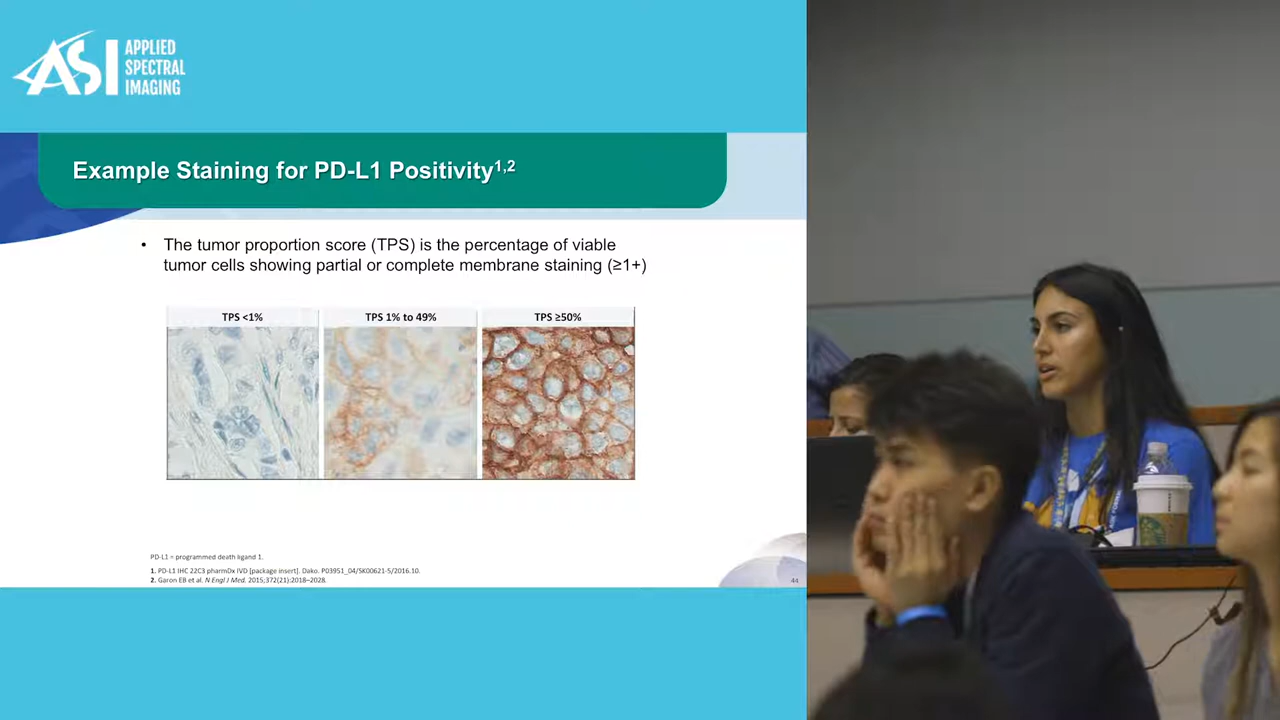 ASI APPLIED
SPECTRAL
IMAGING
Example Staining for PD-L1 Positivity1,2
• The tumor proportion score (TPS) is the percentage of viable
tumor cells showing partial or complete membrane staining (≥1+)
TPS <1% TPS 1% to 49% TPS ≥50%
PD-L1 = programmed death ligand 1.
1. PD-L1 IHC 22C3 pharmDx IVD [package insert]. Dako. P03951_04/SK00621-5/2016.10.
2. Garon EB et al. N Engl J Med. 2015;372(21):2018–2028.
44